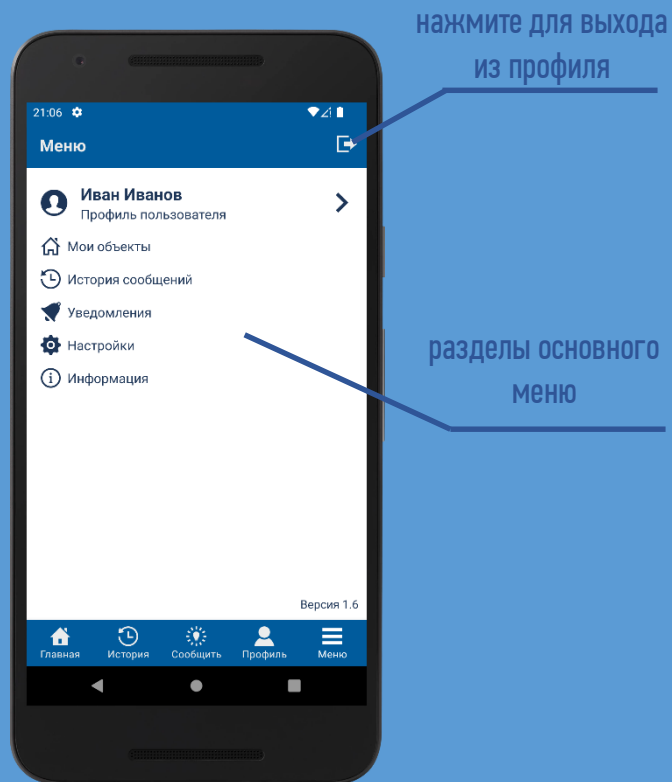 нажмите для выхода
из профиля
21:06
Меню
Иван Иванов
Профиль пользователя
Мои объекты
История сообщений
Уведомления
Настройки
Информация
разделы основного
меню
Версия 1.6
Главная
История
Сообщить
Профиль
Меню